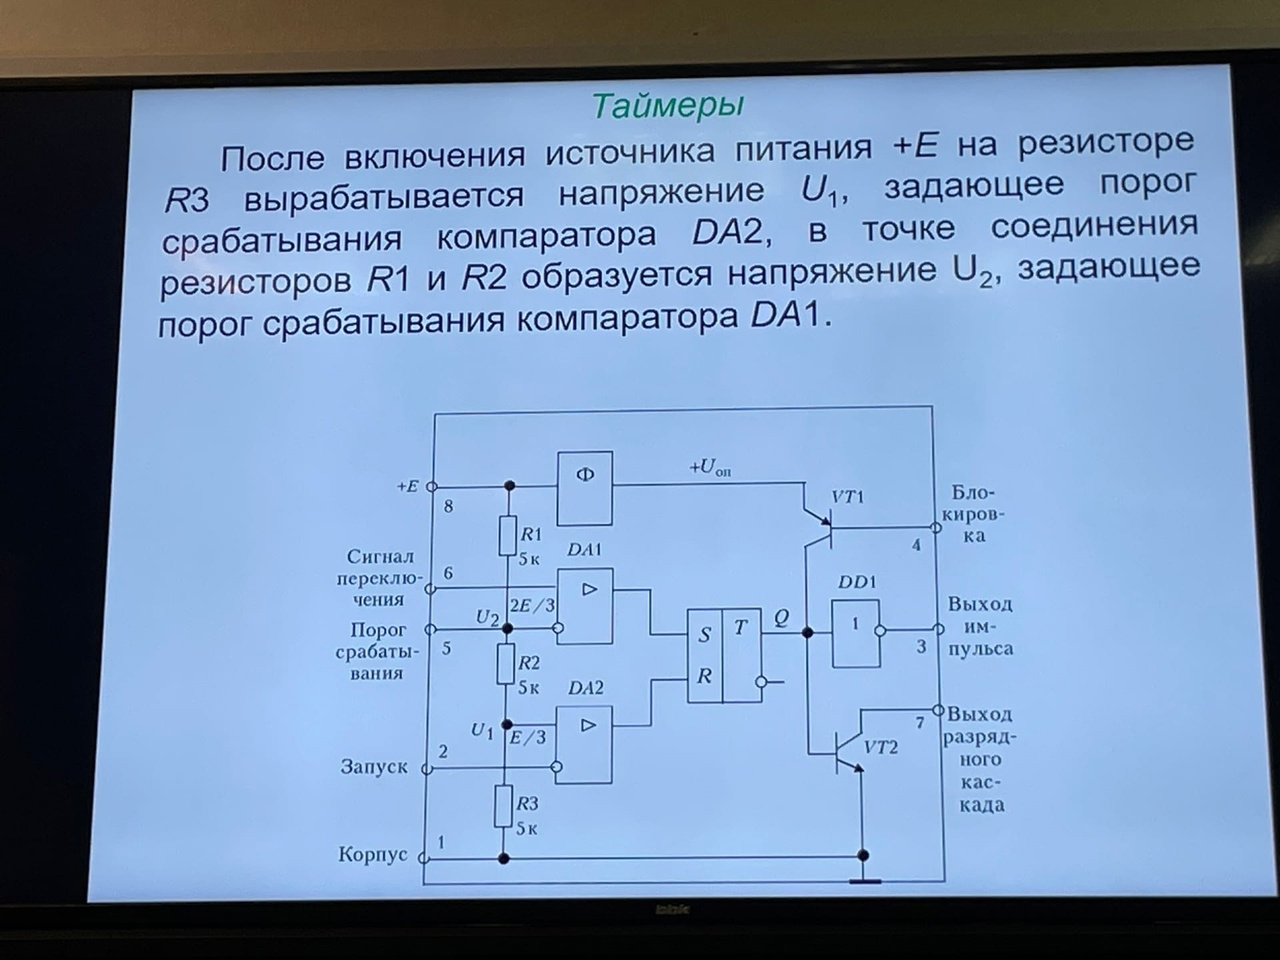 Таймеры
После включения источника питания +E на резисторе
R3 вырабатывается напряжение U₁, задающее порог
срабатывания компаратора DA2, в точке соединения
резисторов R1 и R2 образуется напряжение U₂, задающее
порог срабатывания компаратора DA1.
+E
8
Ф
+Uоп
VT1
Бло-
киров-
ка
4
R1
5к
DA1
Сигнал
переклю-
чения
6
U₂
2E/3
▷
Порог
срабаты-
вания
5
S
R
T
Q
DD1
1
Выход
им-
пульса
3
R2
5к
DA2
U₁
E/3
▷
Запуск
2
VT2
7
Выход
разряд-
ного
кас-
када
R3
5к
Корпус
1